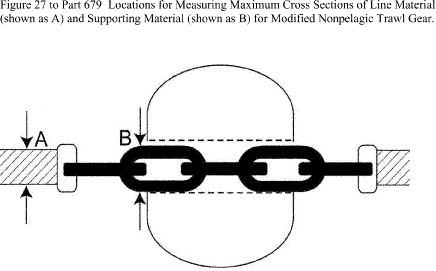 Figure 27 to Part 679  Locations for Measuring Maximum Cross Sections of Line Material
(shown as A) and Supporting Material (shown as B) for Modified Nonpelagic Trawl Gear.
A
B